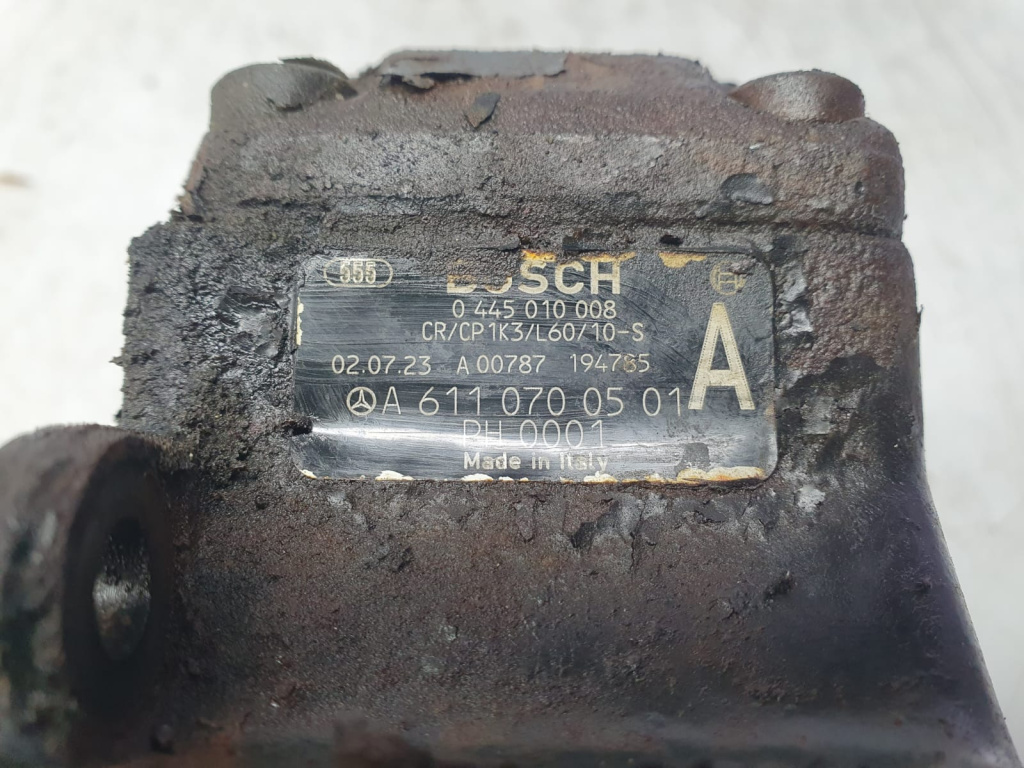 555 BOSCH
0 445 010 008
CR/CP1K3/L60/10-S
02.07.23 A 00787 194785
A 611 070 05 01 A
PH 0001
Made in Italy